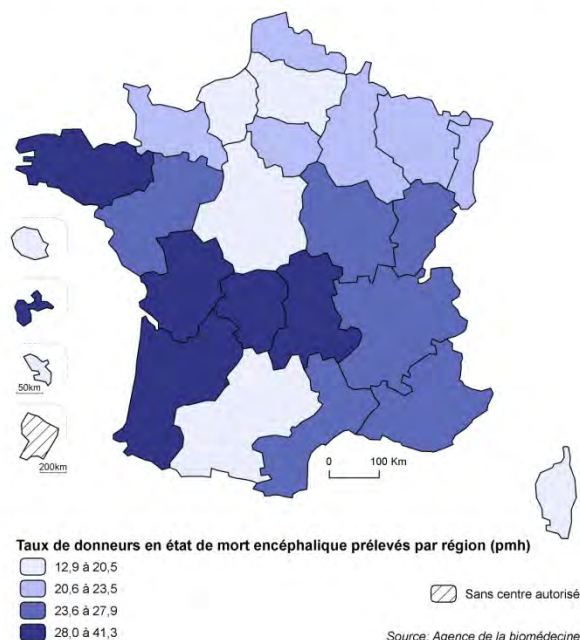 50km
200km
0 100 Km
Taux de donneurs en état de mort encéphalique prélevés par région (pmh)
12,9 à 20,5
20,6 à 23,5
23,6 à 27,9
28,0 à 41,3
Sans centre autorisé
Source: Agence de la biomédecine